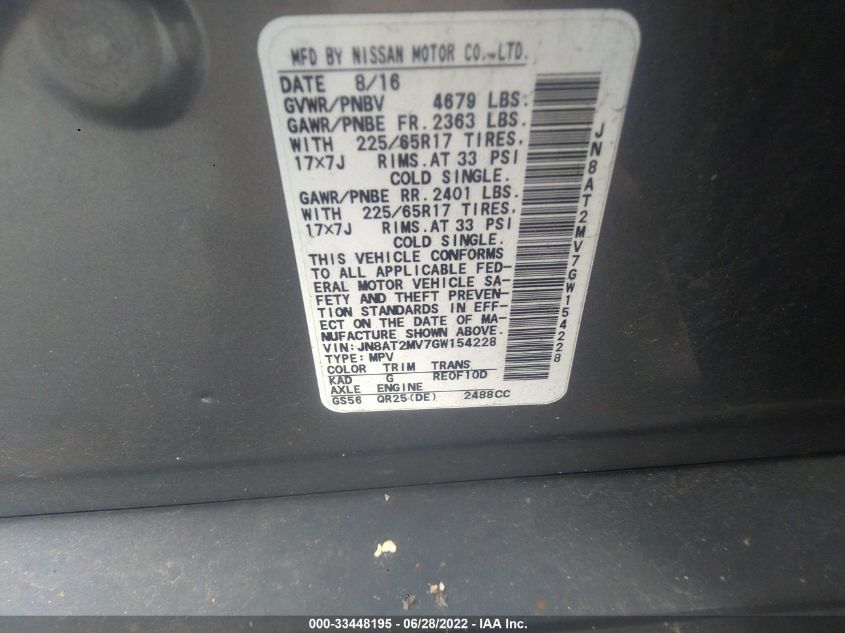 MFD BY NISSAN MOTOR CO.,LTD.
DATE 8/16
GVWR/PNBV 4679 LBS.
GAWR/PNBE FR. 2363 LBS.
WITH 225/65R17 TIRES.
17×7J RIMS. AT 33 PSI
COLD SINGLE.
GAWR/PNBE RR. 2401 LBS.
WITH 225/65R17 TIRES.
17×7J RIMS. AT 33 PSI
COLD SINGLE.
THIS VEHICLE CONFORMS
TO ALL APPLICABLE FED-
ERAL MOTOR VEHICLE SA-
FETY AND THEFT PREVEN-
TION STANDARDS IN EFF-
ECT ON THE DATE OF MA-
NUFACTURE SHOWN ABOVE.
VIN: JN8AT2MV7GW154228
TYPE: MPV
COLOR TRIM TRANS
KAD G RE0F10D
AXLE ENGINE
GS56 QR25(DE) 2488CC
JN8AT2MV7GW154228
000-33448195 - 06/28/2022 - IAA Inc.